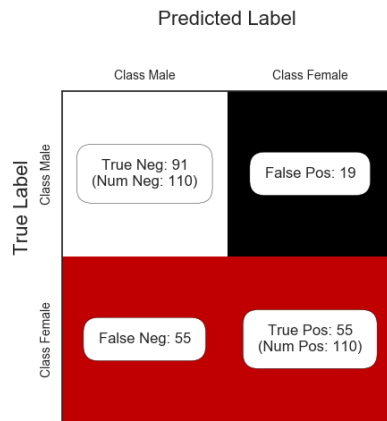 Predicted Label
Class Male
Class Female
True Label
Class Male
True Neg: 91
(Num Neg: 110)
False Pos: 19
Class Female
False Neg: 55
True Pos: 55
(Num Pos: 110)